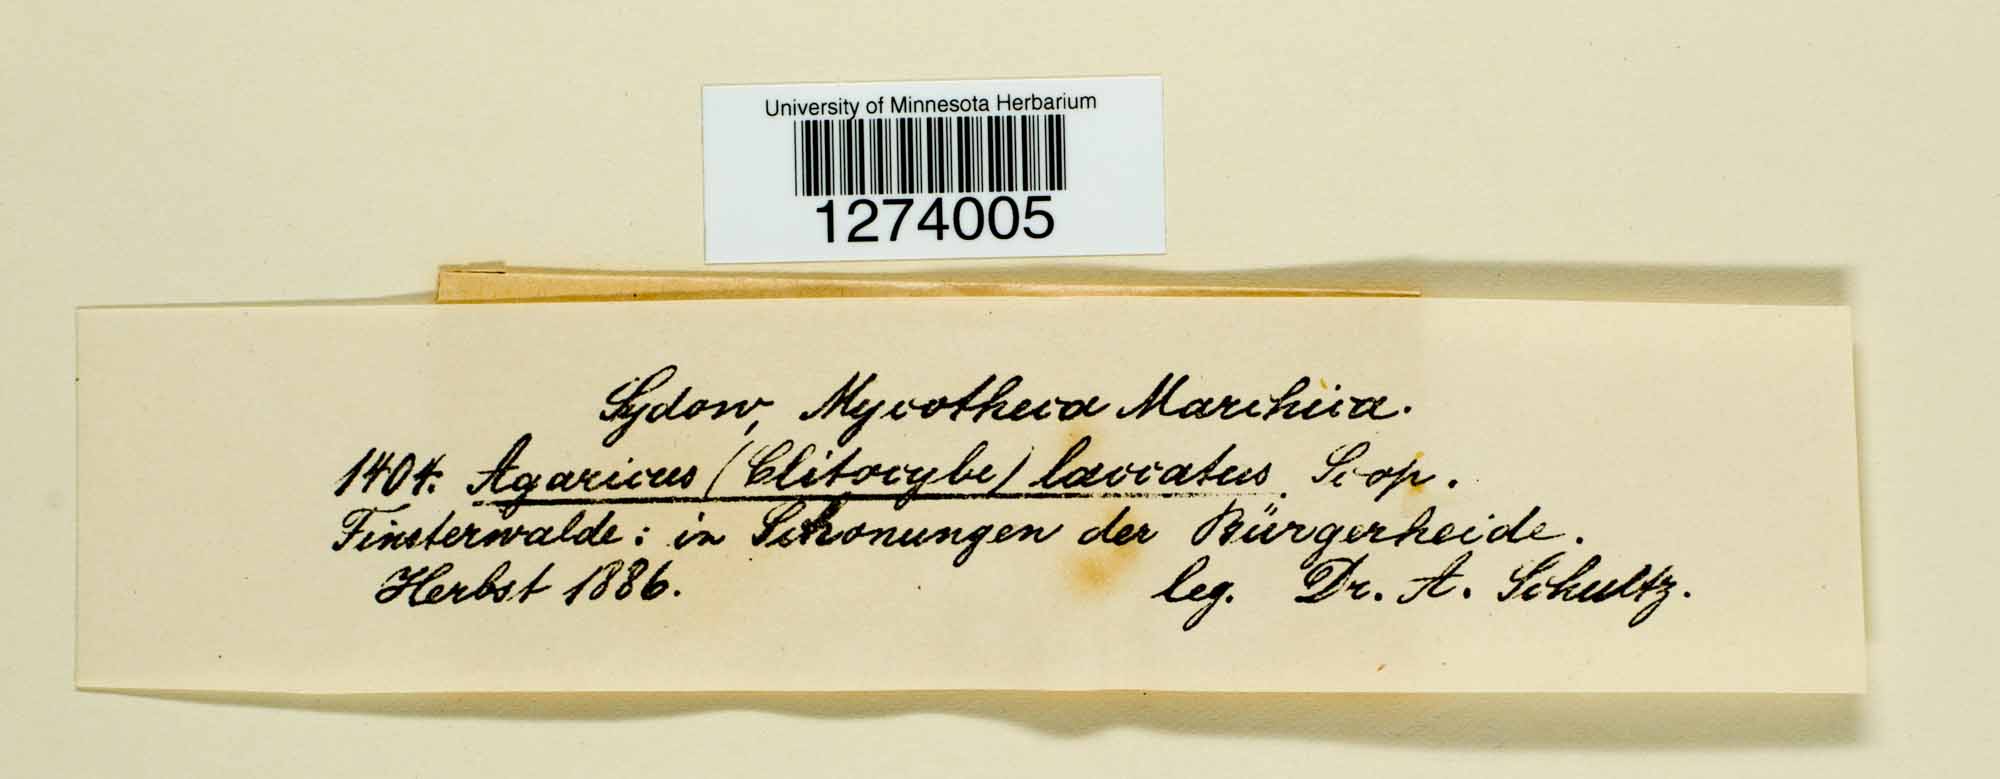 University of Minnesota Herbarium
1274005
Sydow, Mycotheca Marchica.
1404. Agaricus (Clitocybe) laccatus Scop.
Finsterwalde: in Schonungen der Bürgerheide.
Herbst 1886. leg. Dr. A. Schultz.